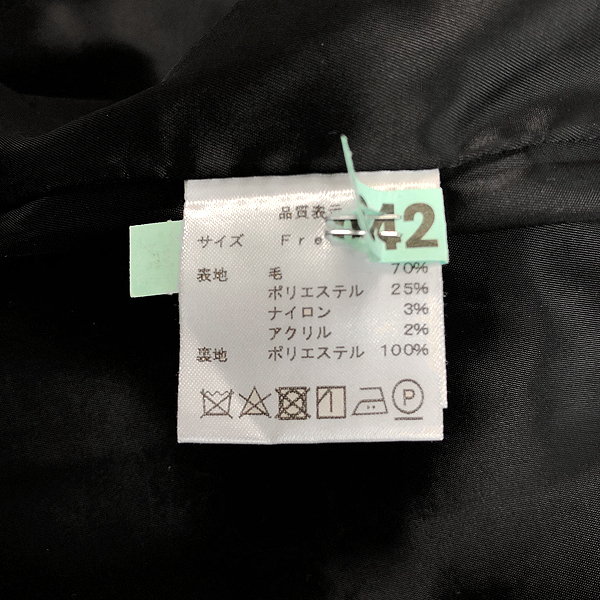 品質表示
サイズ Fre
42
表地 毛 70%
ポリエステル 25%
ナイロン 3%
アクリル 2%
裏地 ポリエステル 100%
P